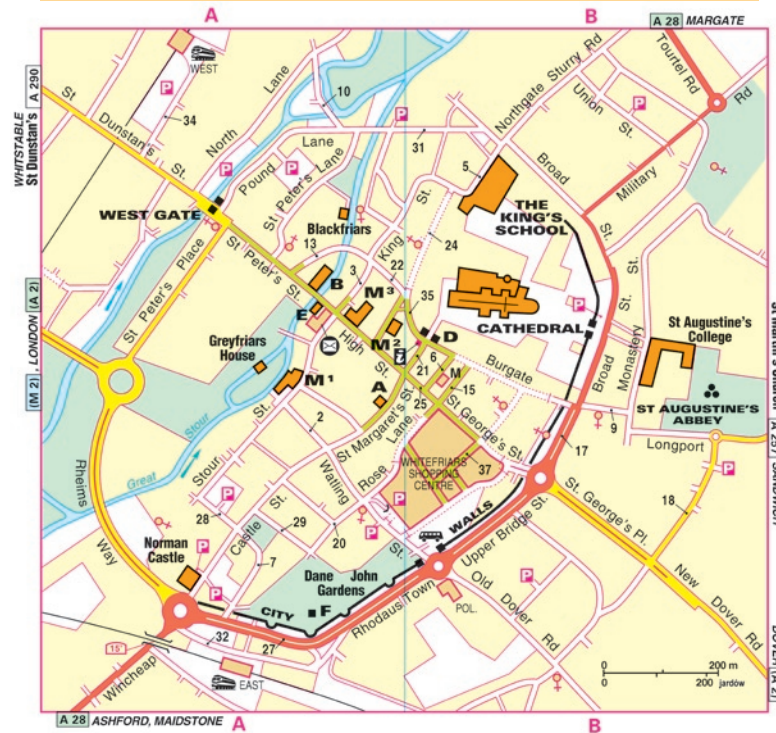 A
B
A 28 MARGATE
WHITSTABLE
St Dunstan's
A 290
WEST
P
34
North Lane
10
P
Northgate
Sturry Rd
Tourtel Rd
Union St.
P
Rd
St Dunstan's St.
P
Pound Lane
P
St Peter's Lane
31
5
Broad St.
Military
WEST GATE
THE KING'S SCHOOL
Blackfriars
King St.
24
13
3
22
St Peter's Place
St Peter's St.
B
M³
35
P
CATHEDRAL
E
M²
D
High St.
LONDON (A 2)
(M 2)
Greyfriars House
M¹
A
21
6
M
15
25
Burgate
Broad St.
Monastery St.
St Augustine's College
ST AUGUSTINE'S ABBEY
9
Longport
St Margaret's St.
St George's St.
2
Stour St.
Great Stour
Rose Lane
Watling St.
WHITEFRIARS SHOPPING CENTRE
37
17
P
18
P
28
Castle St.
29
20
P
P
WALLS
Upper Bridge St.
St. George's Pl.
Rheims Way
Norman Castle
P
7
P
Dane John Gardens
F
CITY
Rhodaus Town
POL.
Old Dover Rd
P
New Dover Rd
32
27
15'
Wincheap
EAST
0 200 m
0 200 jardów
A 28 ASHFORD, MAIDSTONE
A
B